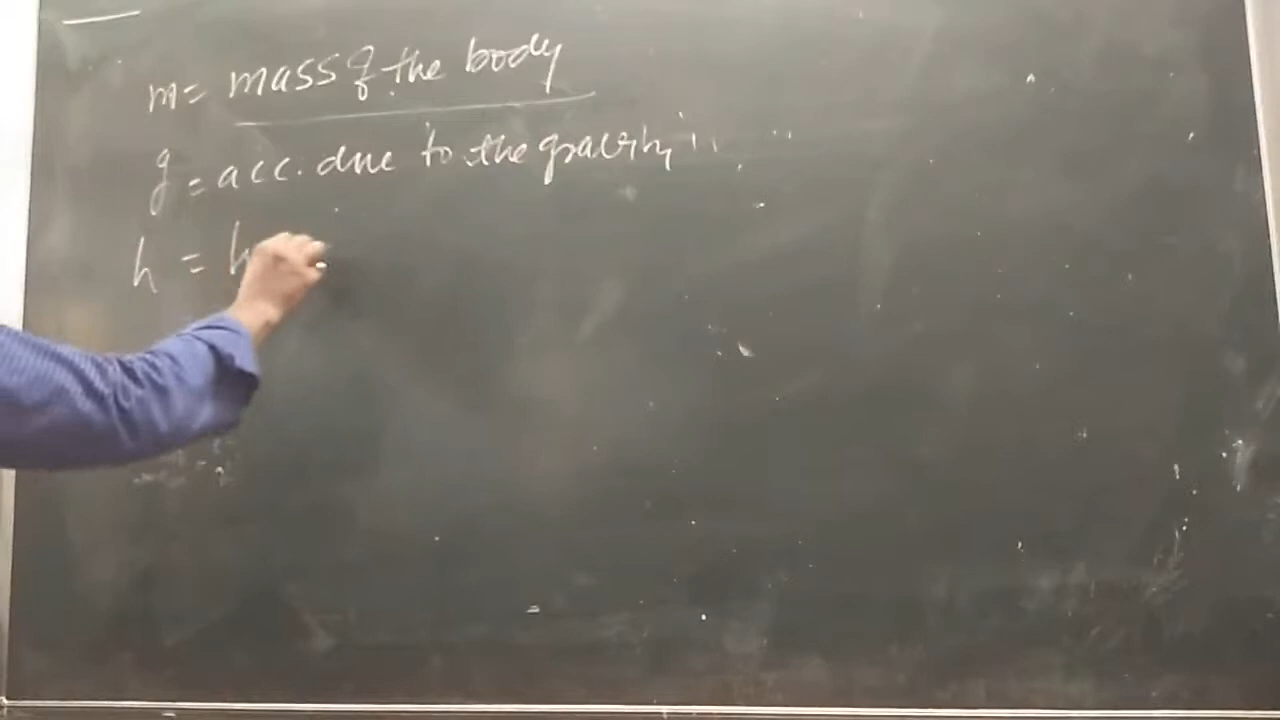 m = mass of the body
g = acc. due to the gravity
h = h